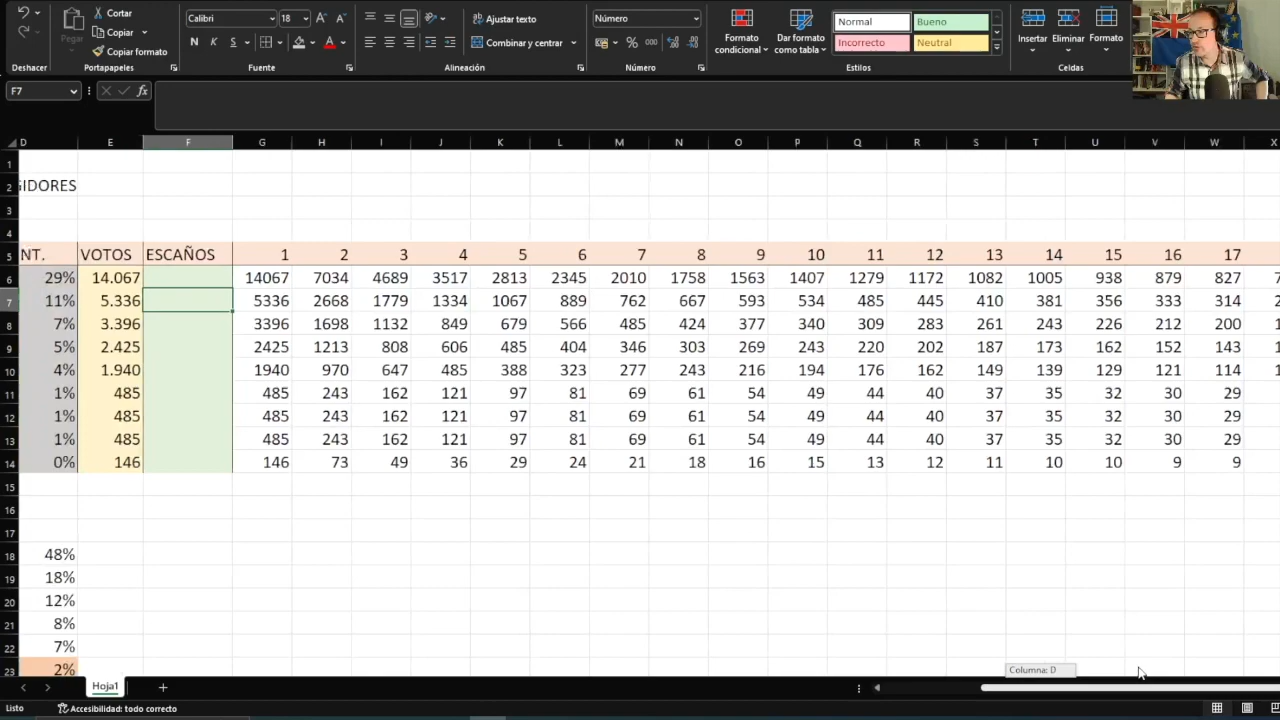 Cortar
Calibri 18 Ajustar texto Número Normal Bueno
Pegar Copiar Formato Dar formato Insertar Eliminar Formato
N K S Combinar y centrar % 000 condicional como tabla Incorrecto Neutral
Copiar formato
Deshacer Portapapeles Fuente Alineación Número Estilos Celdas
F7 fx
D E F G H I J K L M N O P Q R S T U V W X
1
2 GIDORES
3
4
5 NT. VOTOS ESCAÑOS 1 2 3 4 5 6 7 8 9 10 11 12 13 14 15 16 17
6 29% 14.067 14067 7034 4689 3517 2813 2345 2010 1758 1563 1407 1279 1172 1082 1005 938 879 827
7 11% 5.336 5336 2668 1779 1334 1067 889 762 667 593 534 485 445 410 381 356 333 314
8 7% 3.396 3396 1698 1132 849 679 566 485 424 377 340 309 283 261 243 226 212 200
9 5% 2.425 2425 1213 808 606 485 404 346 303 269 243 220 202 187 173 162 152 143
10 4% 1.940 1940 970 647 485 388 323 277 243 216 194 176 162 149 139 129 121 114
11 1% 485 485 243 162 121 97 81 69 61 54 49 44 40 37 35 32 30 29
12 1% 485 485 243 162 121 97 81 69 61 54 49 44 40 37 35 32 30 29
13 1% 485 485 243 162 121 97 81 69 61 54 49 44 40 37 35 32 30 29
14 0% 146 146 73 49 36 29 24 21 18 16 15 13 12 11 10 10 9 9
15
16
17
18 48%
19 18%
20 12%
21 8%
22 7%
23 2%
Columna: D
Hoja1
Listo Accesibilidad: todo correcto